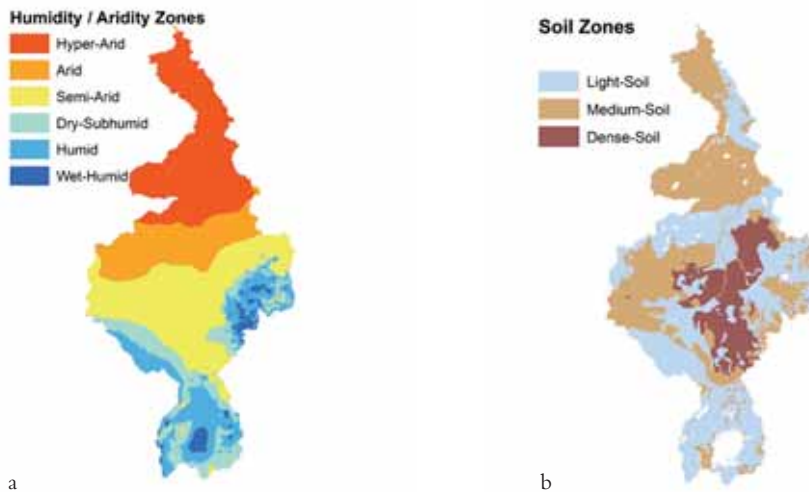 Humidity / Aridity Zones
Hyper-Arid
Arid
Semi-Arid
Dry-Subhumid
Humid
Wet-Humid
a
Soil Zones
Light-Soil
Medium-Soil
Dense-Soil
b